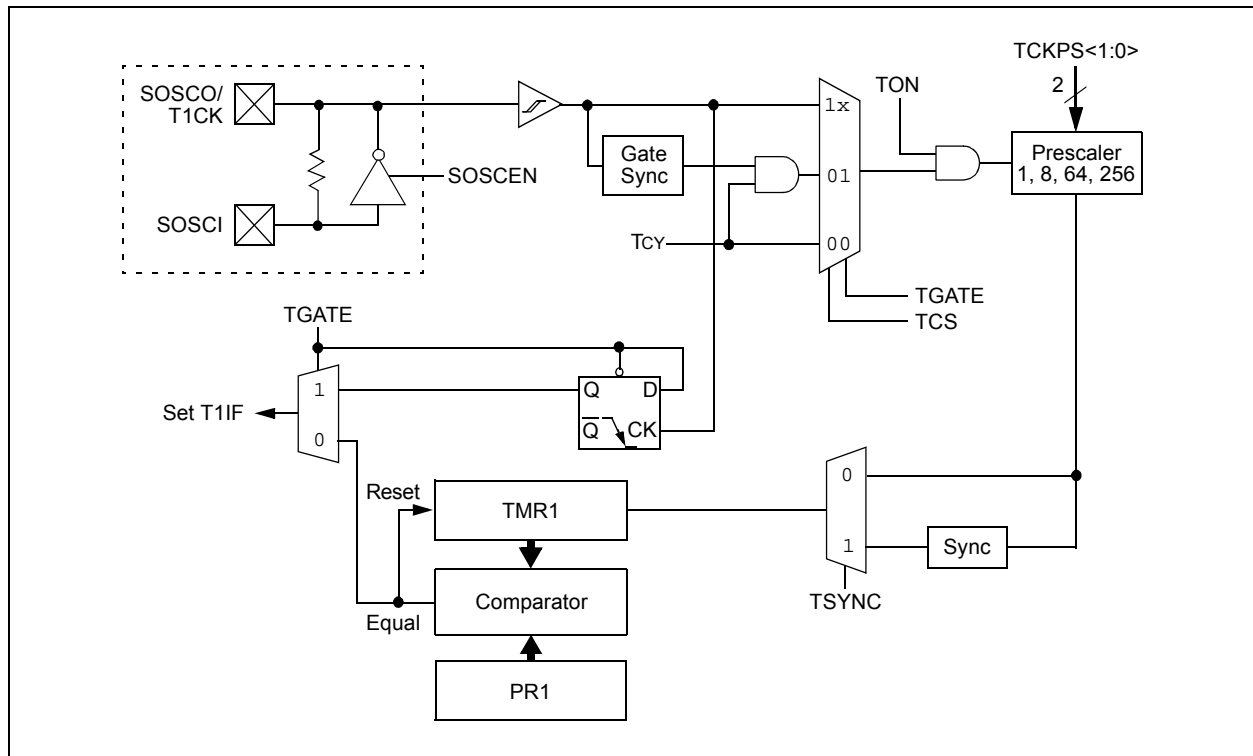 TCKPS<1:0>
SOSCO/
T1CK
TON
2
1x
Gate
Sync
Prescaler
1, 8, 64, 256
SOSCEN
01
SOSCI
TCY
00
TGATE
TCS
TGATE
1
Q
D
Set T1IF
Q
CK
0
Reset
TMR1
0
1
Sync
TSYNC
Comparator
Equal
PR1